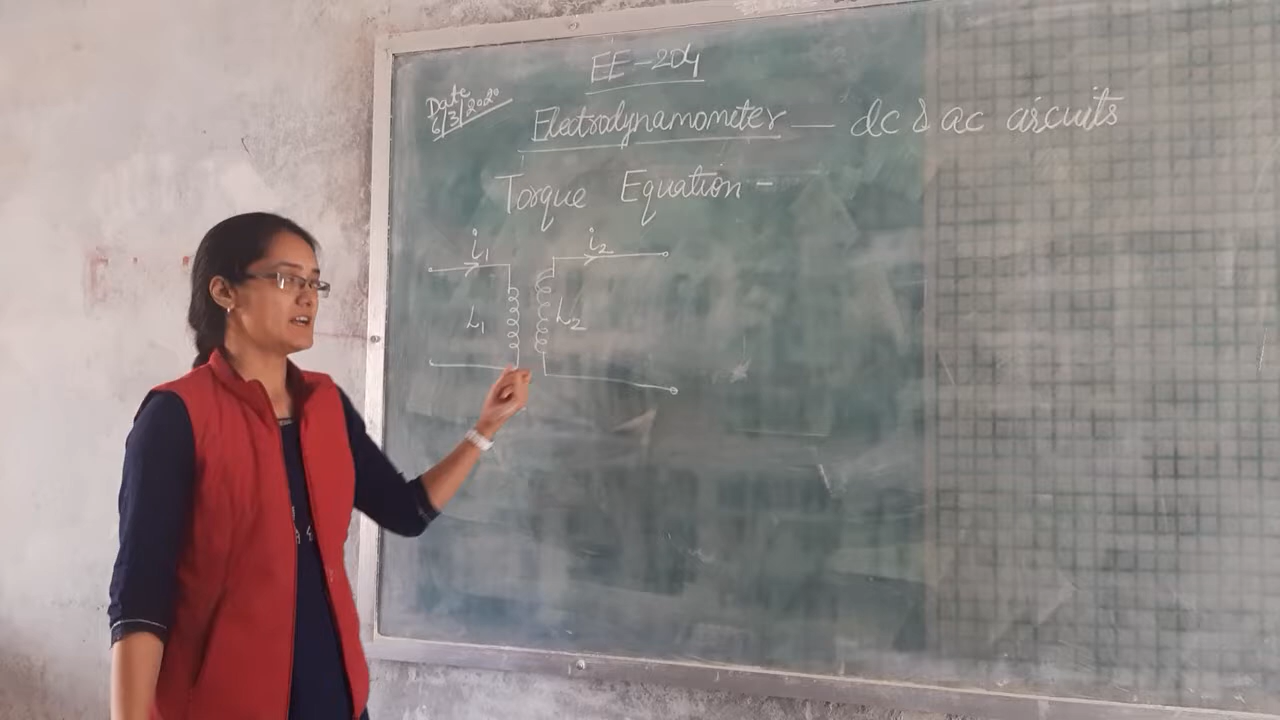 EE-204
Date
6/3/2020
Electrodynamometer — dc & ac circuits
Torque Equation -
i1 i2
L1 L2